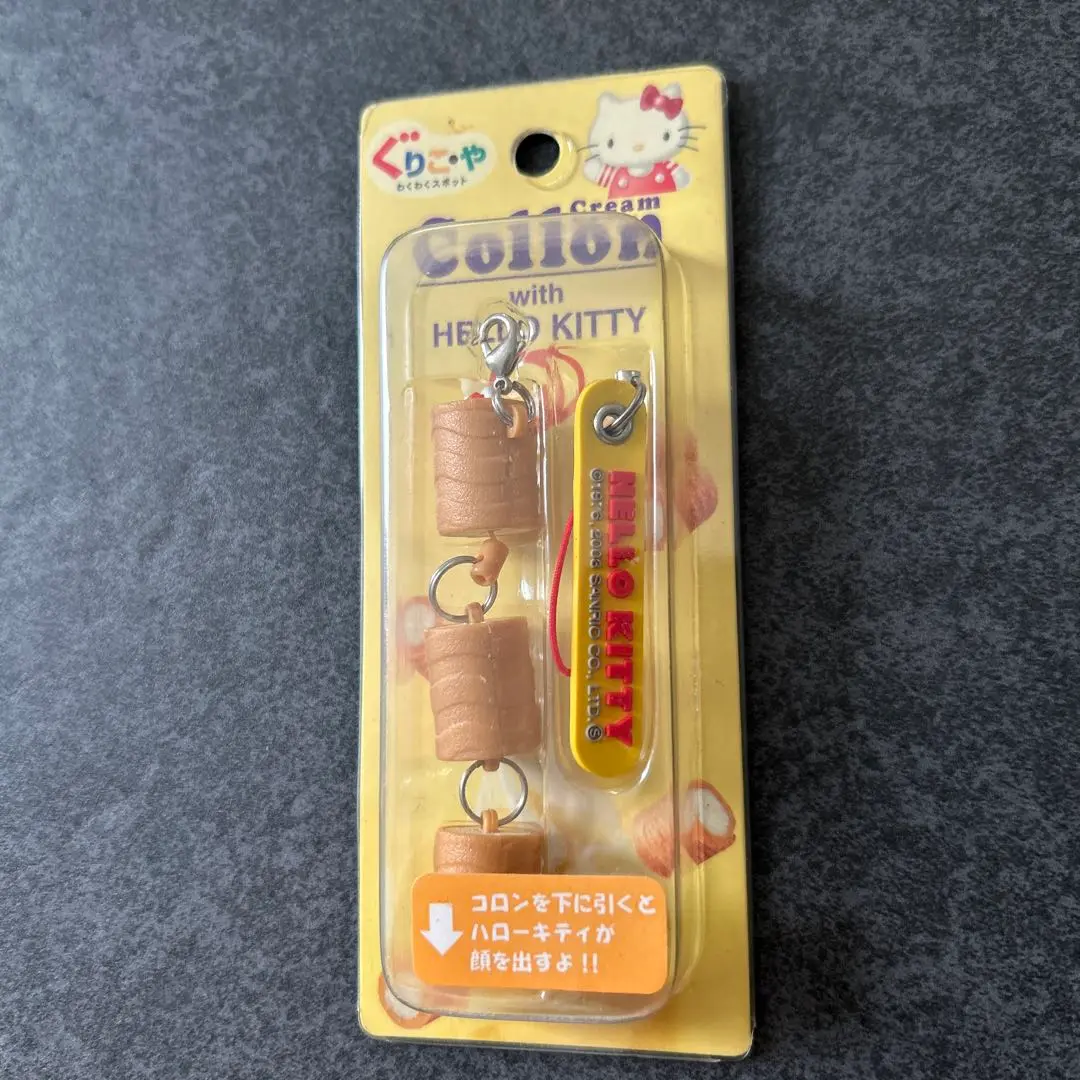 ぐりこ・や
わくわくスポット
Cream
Collon
with
HELLO KITTY
HELLO KITTY
©1976, 2003 SANRIO CO., LTD. Ⓢ
コロンを下に引くと
ハローキティが
顔を出すよ!!